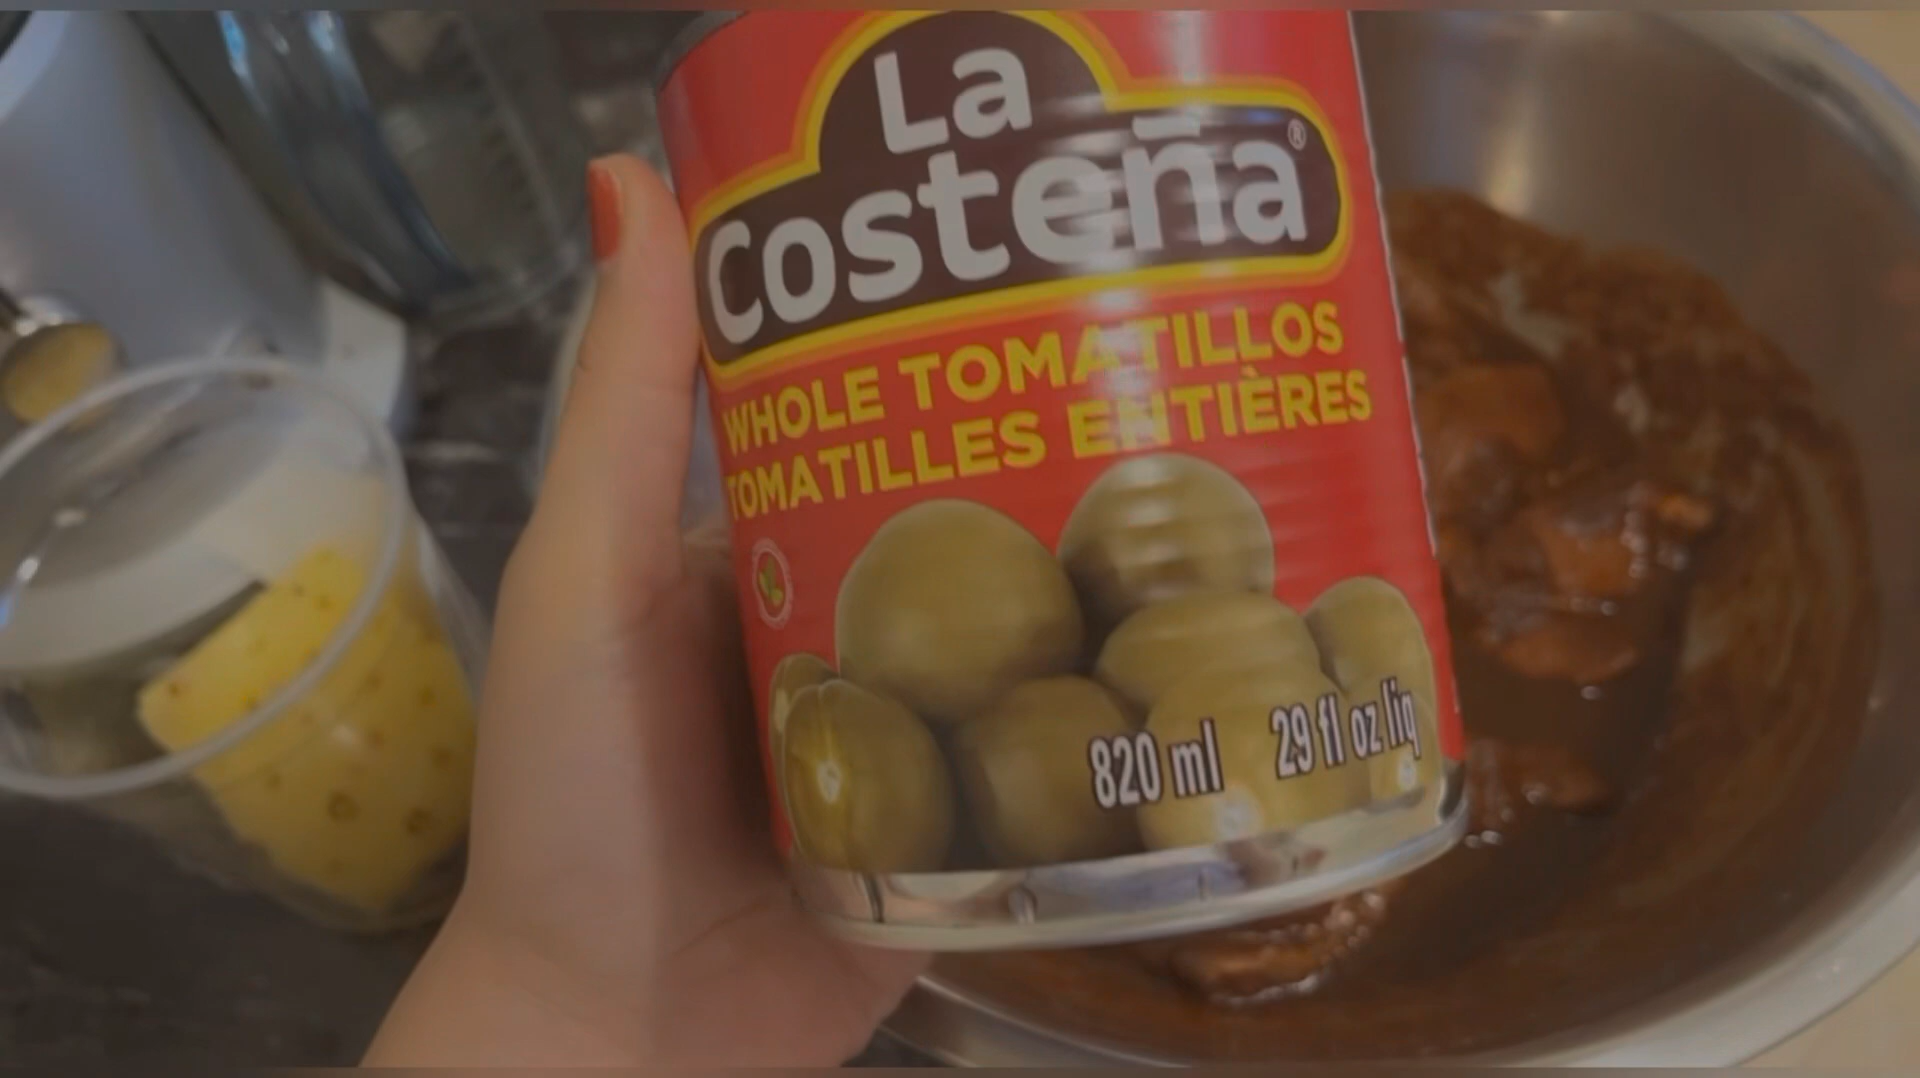 La
Costeña®
WHOLE TOMATILLOS
TOMATILLES ENTIÈRES
820 ml 29 fl oz liq